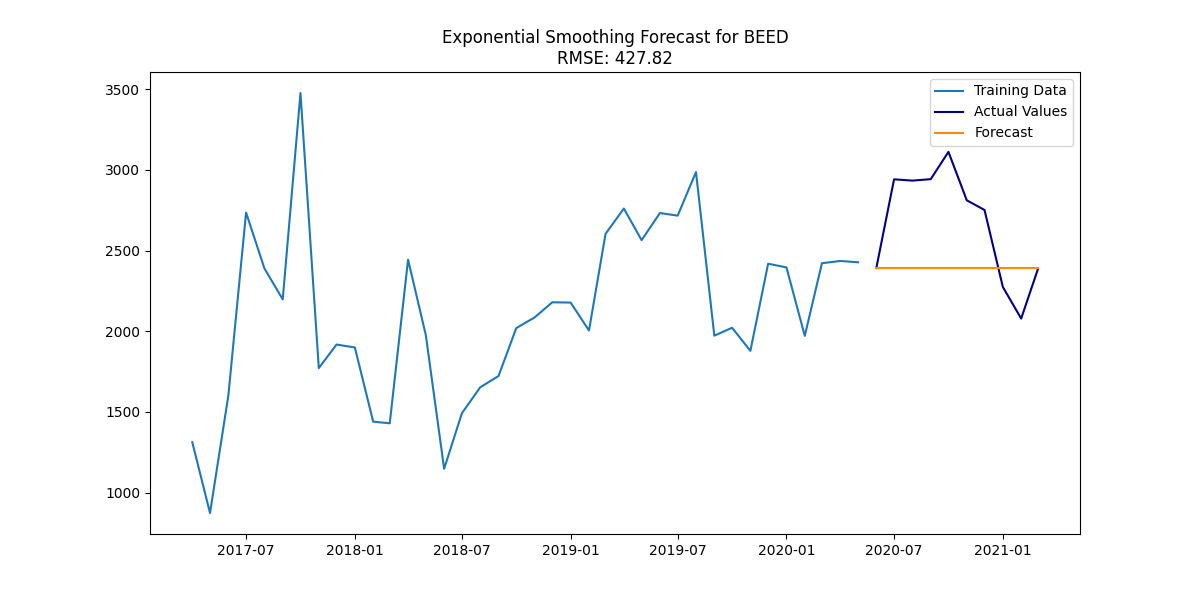 Exponential Smoothing Forecast for BEED
RMSE: 427.82
Training Data
Actual Values
Forecast
3500
3000
2500
2000
1500
1000
2017-07 2018-01 2018-07 2019-01 2019-07 2020-01 2020-07 2021-01